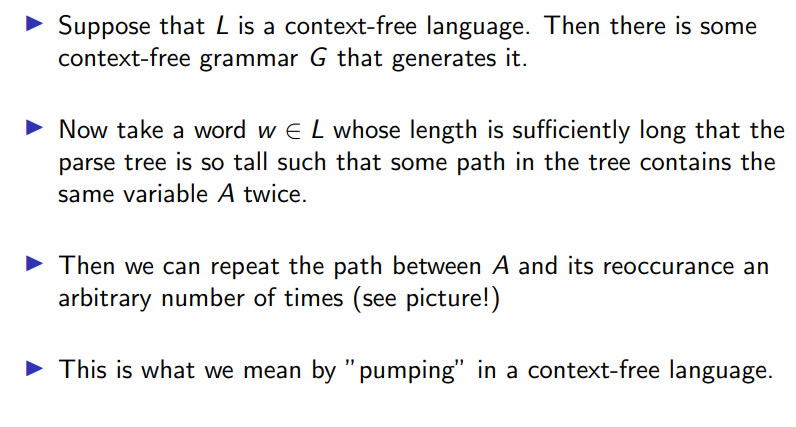 ▶ Suppose that L is a context-free language. Then there is some
context-free grammar G that generates it.
▶ Now take a word w ∈ L whose length is sufficiently long that the
parse tree is so tall such that some path in the tree contains the
same variable A twice.
▶ Then we can repeat the path between A and its reoccurance an
arbitrary number of times (see picture!)
▶ This is what we mean by ”pumping” in a context-free language.